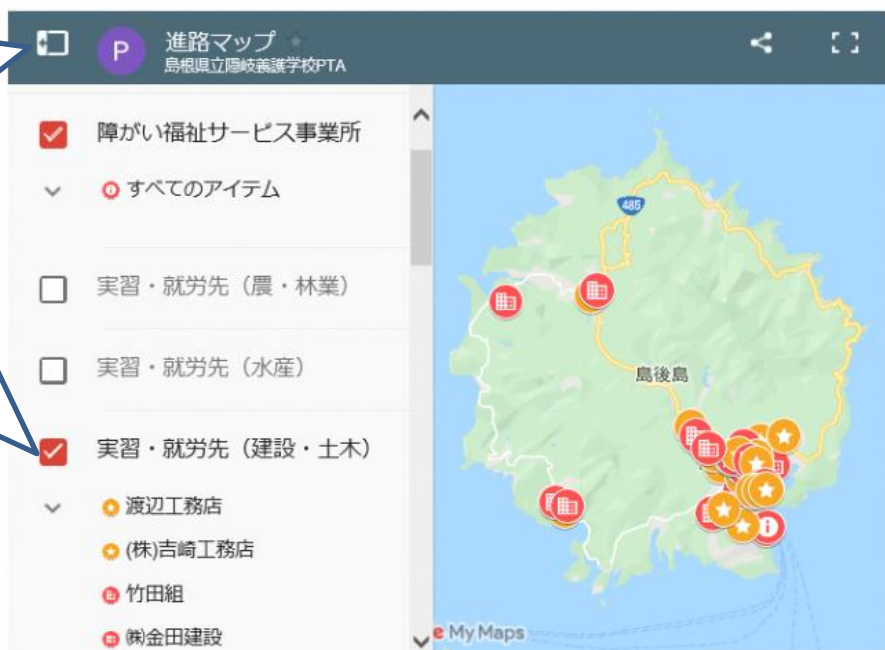 P
進路マップ
島根県立隠岐養護学校PTA
障がい福祉サービス事業所
すべてのアイテム
実習・就労先（農・林業）
実習・就労先（水産）
実習・就労先（建設・土木）
渡辺工務店
(株)吉崎工務店
竹田組
㈱金田建設
485
島後島
e My Maps